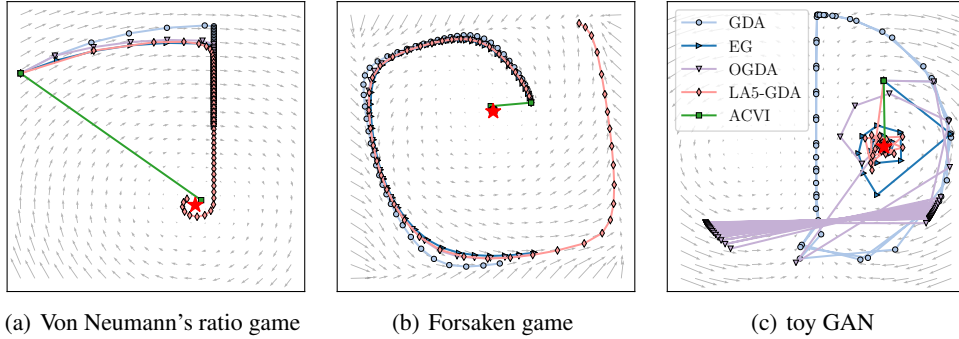 GDA
EG
OGDA
LA5-GDA
ACVI
(a) Von Neumann's ratio game
(b) Forsaken game
(c) toy GAN